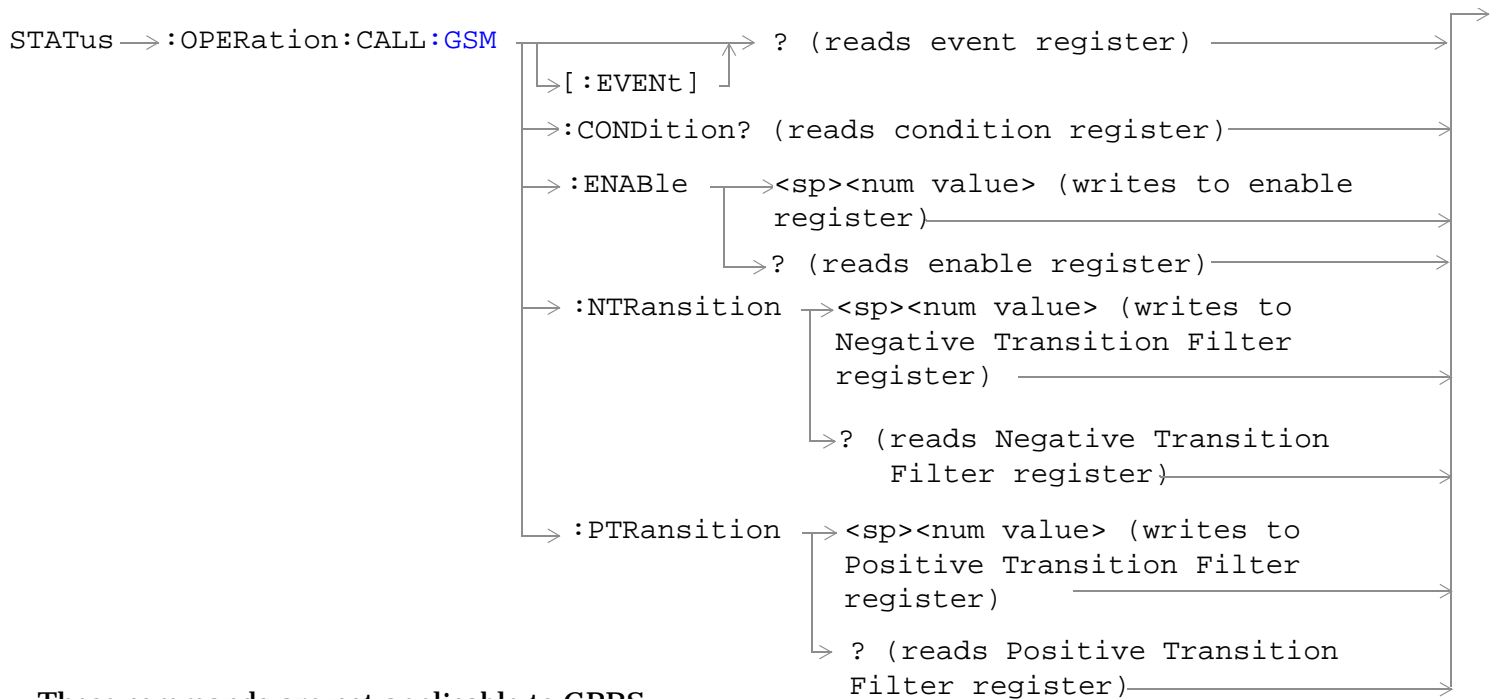 STATus :OPERation:CALL:GSM ? (reads event register)
[:EVENt]
:CONDition? (reads condition register)
:ENABle <sp><num value> (writes to enable
register)
? (reads enable register)
:NTRansition <sp><num value> (writes to
Negative Transition Filter
register)
? (reads Negative Transition
Filter register)
:PTRansition <sp><num value> (writes to
Positive Transition Filter
register)
? (reads Positive Transition
Filter register)
These commands are not applicable to GPRS